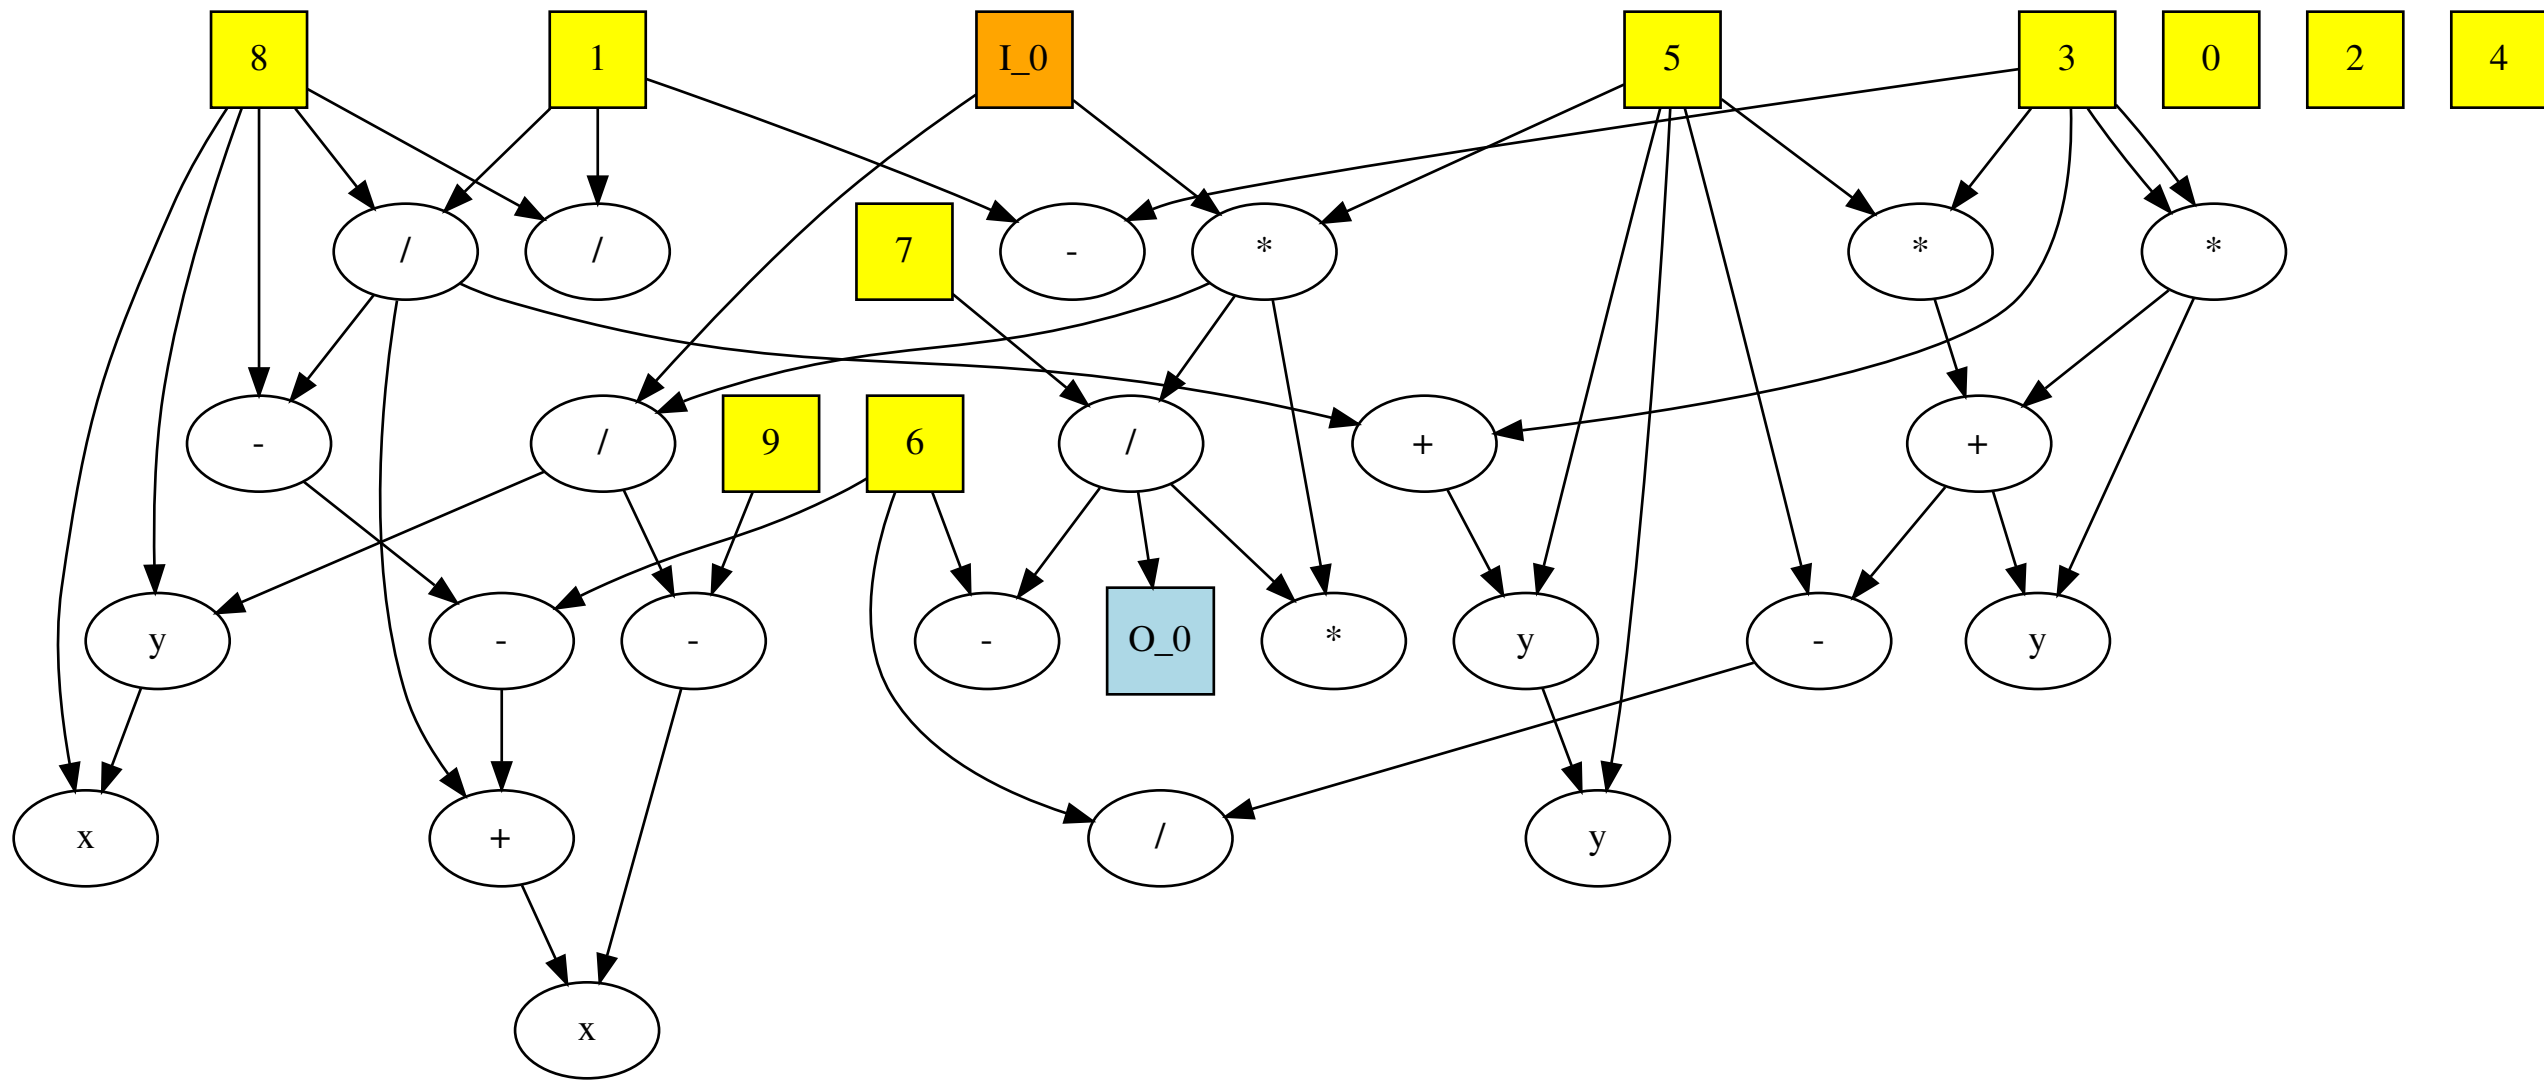 8 1 I_0 5 3 0 2 4
/ / 7 - * * *
- / 9 6 / + +
y - - - O_0 * y - y
x + / y
x